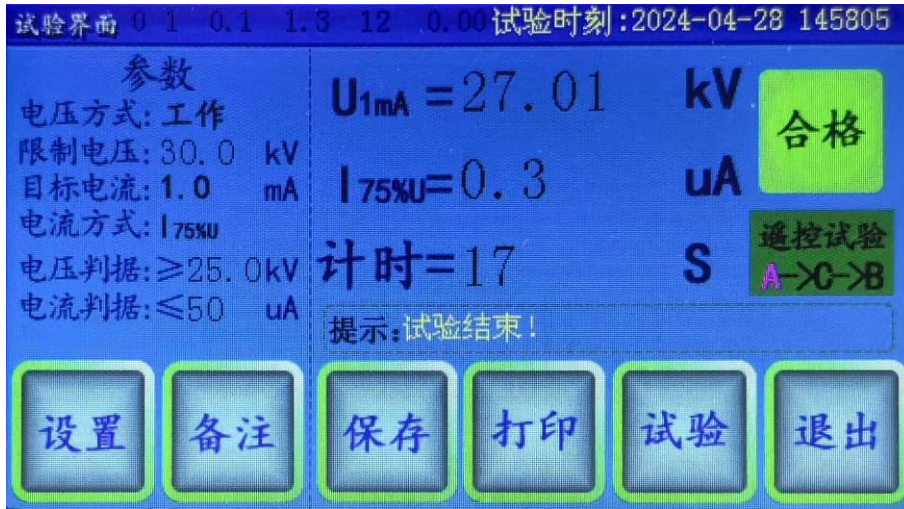 试验界面 0 1 0.1 1.3 12 0.00 试验时刻:2024-04-28 145805
参数
电压方式:工作
限制电压:30.0 kV
目标电流:1.0 mA
电流方式:I75%U
电压判据:≥25.0kV
电流判据:≤50 uA
U1mA=27.01 kV
I75%U=0.3 uA
计时=17 S
提示:试验结束!
合格
遥控试验
A->C->B
设置 备注 保存 打印 试验 退出